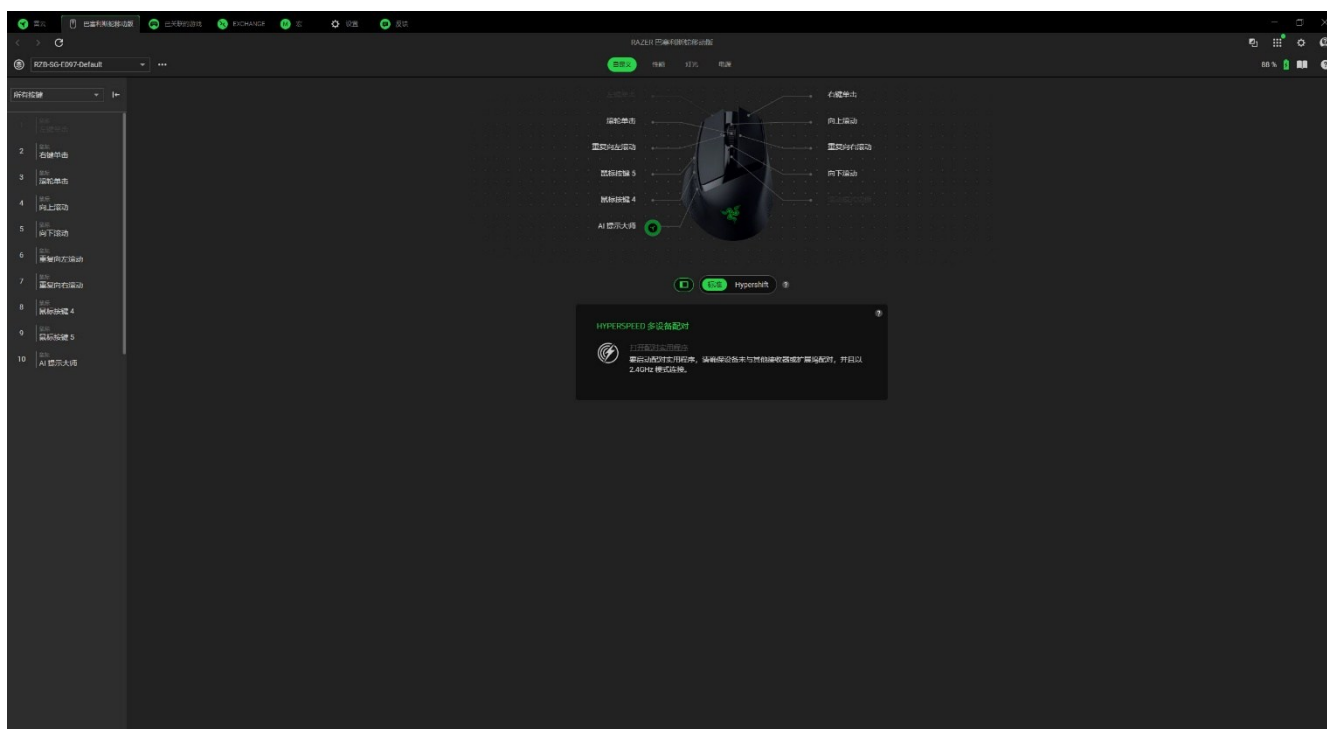 首页
巴塞利斯蛇移动版
已关联的游戏
EXCHANGE
宏
设置
反馈
RAZER 巴塞利斯蛇移动版
RZB-SG-E097-Default
自定义
性能
灯光
电源
80 %
所有按键
左键单击
右键单击
滚轮单击
向上滚动
重复向左滚动
重复向右滚动
鼠标按键 5
向下滚动
鼠标按键 4
AI 提示大师
2
右键单击
3
滚轮单击
4
向上滚动
5
向下滚动
6
重复向左滚动
7
重复向右滚动
8
鼠标按键 4
9
鼠标按键 5
10
AI 提示大师
标准
Hypershift
HYPERSPEED 多设备配对
打开配对实用程序
要启动配对实用程序，请确保设备未与其他接收器或扩展端配对，并且以
2.4GHz 模式连接。